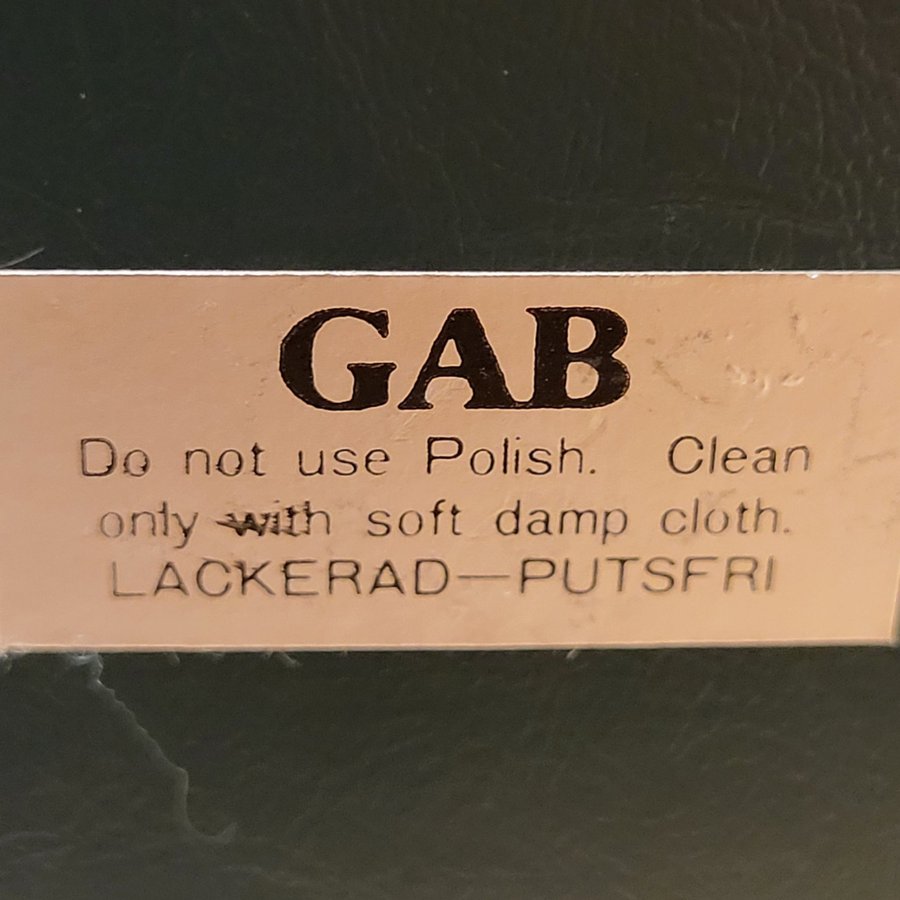 GAB
Do not use Polish. Clean
only with soft damp cloth.
LACKERAD—PUTSFRI